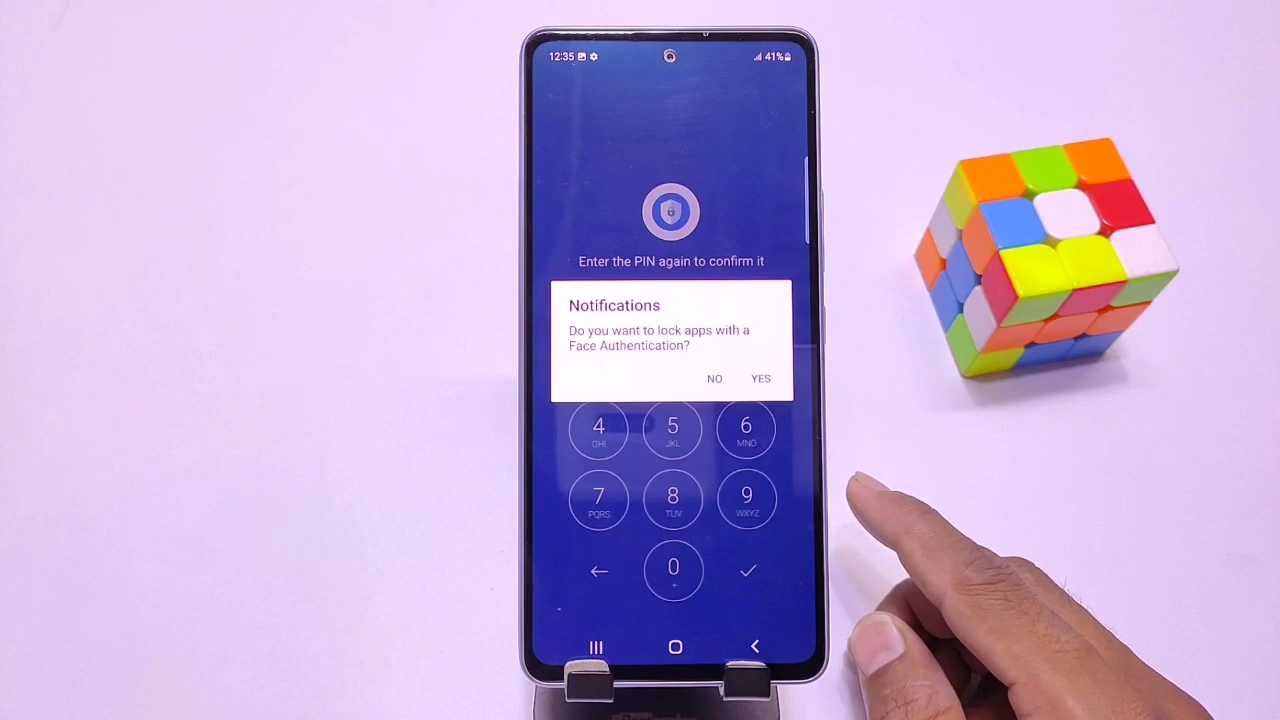 12:35
41%
Enter the PIN again to confirm it
Notifications
Do you want to lock apps with a
Face Authentication?
NO YES
4 5 6
GHI JKL MNO
7 8 9
PQRS TUV WXYZ
0
+